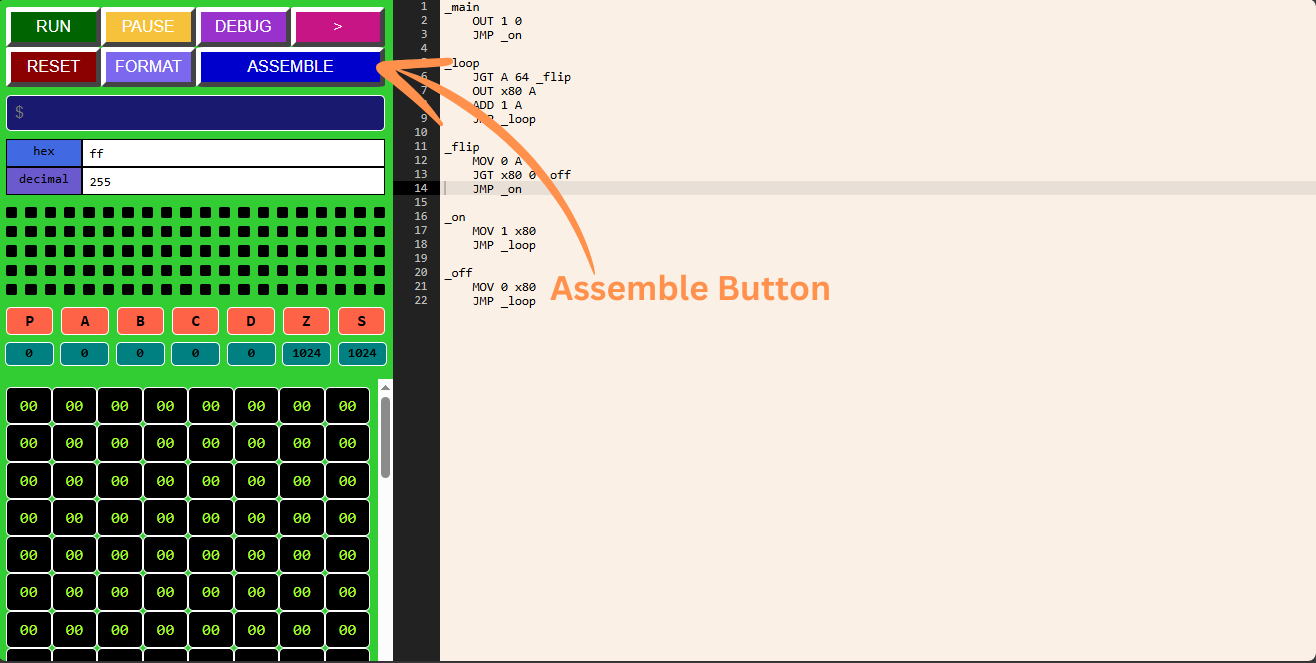 RUN PAUSE DEBUG >
RESET FORMAT ASSEMBLE
$
hex ff
decimal 255
P A B C D Z S
0 0 0 0 0 1024 1024
00 00 00 00 00 00 00 00
00 00 00 00 00 00 00 00
00 00 00 00 00 00 00 00
00 00 00 00 00 00 00 00
00 00 00 00 00 00 00 00
00 00 00 00 00 00 00 00
00 00 00 00 00 00 00 00
1 _main
2 OUT 1 0
3 JMP _on
4
_loop
6 JGT A 64 _flip
7 OUT x80 A
ADD 1 A
9 JMP _loop
10
11 _flip
12 MOV 0 A
13 JGT x80 0 _off
14 JMP _on
15
16 _on
17 MOV 1 x80
18 JMP _loop
19
20 _off
21 MOV 0 x80
22 JMP _loop
Assemble Button